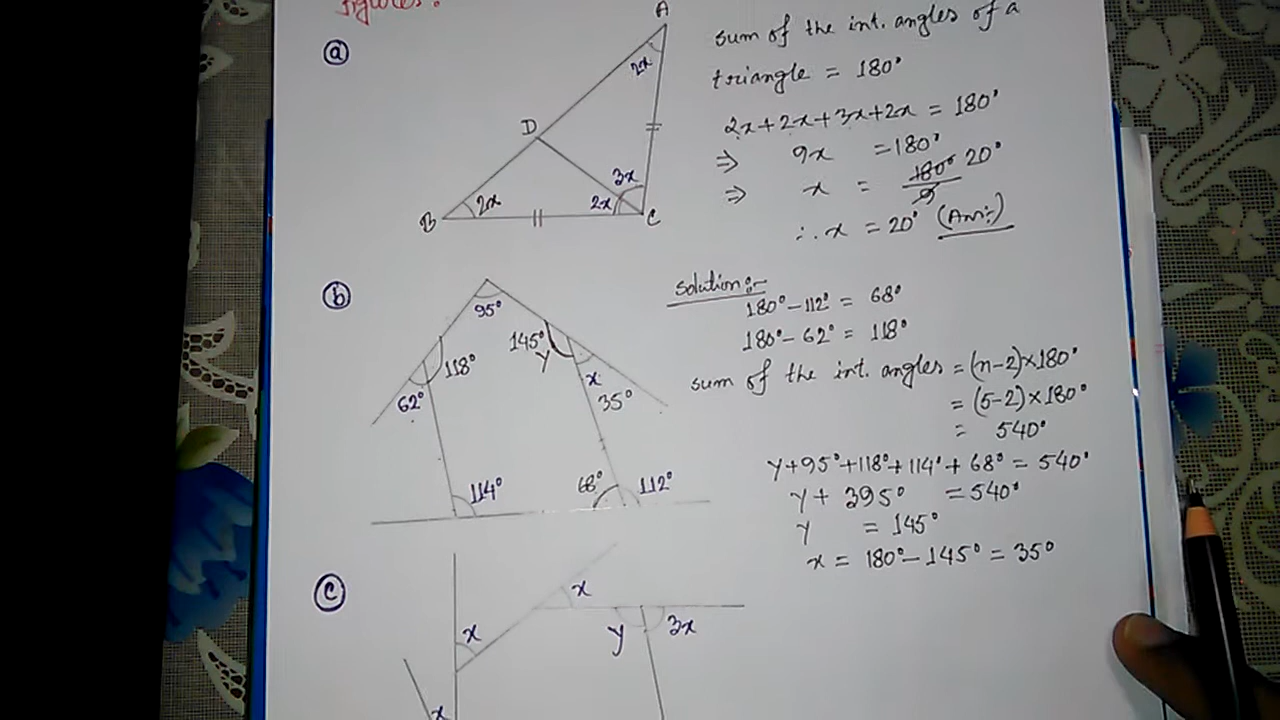 figures:
ⓐ
A
2x
D
3x
B
2x
2x
C
sum of the int. angles of a
triangle = 180°
2x+2x+3x+2x = 180°
⇒ 9x = 180°
⇒ x = 180°/9 20°
∴ x = 20° (Ans:)
ⓑ
95°
145°
y
118°
x
62°
35°
114°
68°
112°
solution:-
180°-112° = 68°
180°-62° = 118°
sum of the int. angles = (n-2)×180°
= (5-2)×180°
= 540°
y+95°+118°+114°+68° = 540°
y + 395° = 540°
y = 145°
x = 180°-145° = 35°
ⓒ
x
x
y
3x
x